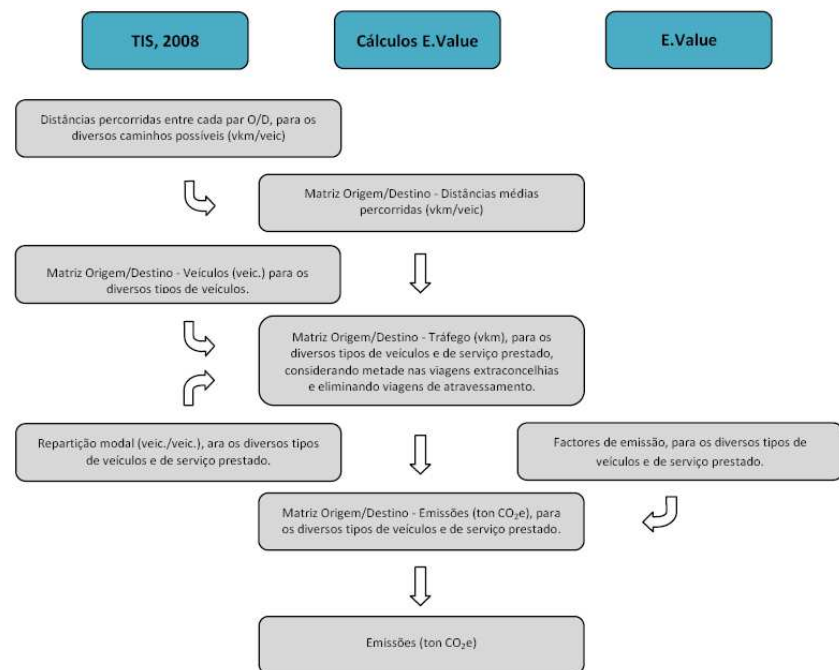 TIS, 2008
Cálculos E.Value
E.Value
Distâncias percorridas entre cada par O/D, para os
diversos caminhos possíveis (vkm/veic)
Matriz Origem/Destino - Distâncias médias
percorridas (vkm/veic)
Matriz Origem/Destino - Veículos (veic.) para os
diversos tipos de veículos.
Matriz Origem/Destino - Tráfego (vkm), para os
diversos tipos de veículos e de serviço prestado,
considerando metade nas viagens extraconcelhias
e eliminando viagens de atravessamento.
Repartição modal (veic./veic.), ara os diversos tipos
de veículos e de serviço prestado.
Factores de emissão, para os diversos tipos de
veículos e de serviço prestado.
Matriz Origem/Destino - Emissões (ton CO₂e), para
os diversos tipos de veículos e de serviço prestado.
Emissões (ton CO₂e)